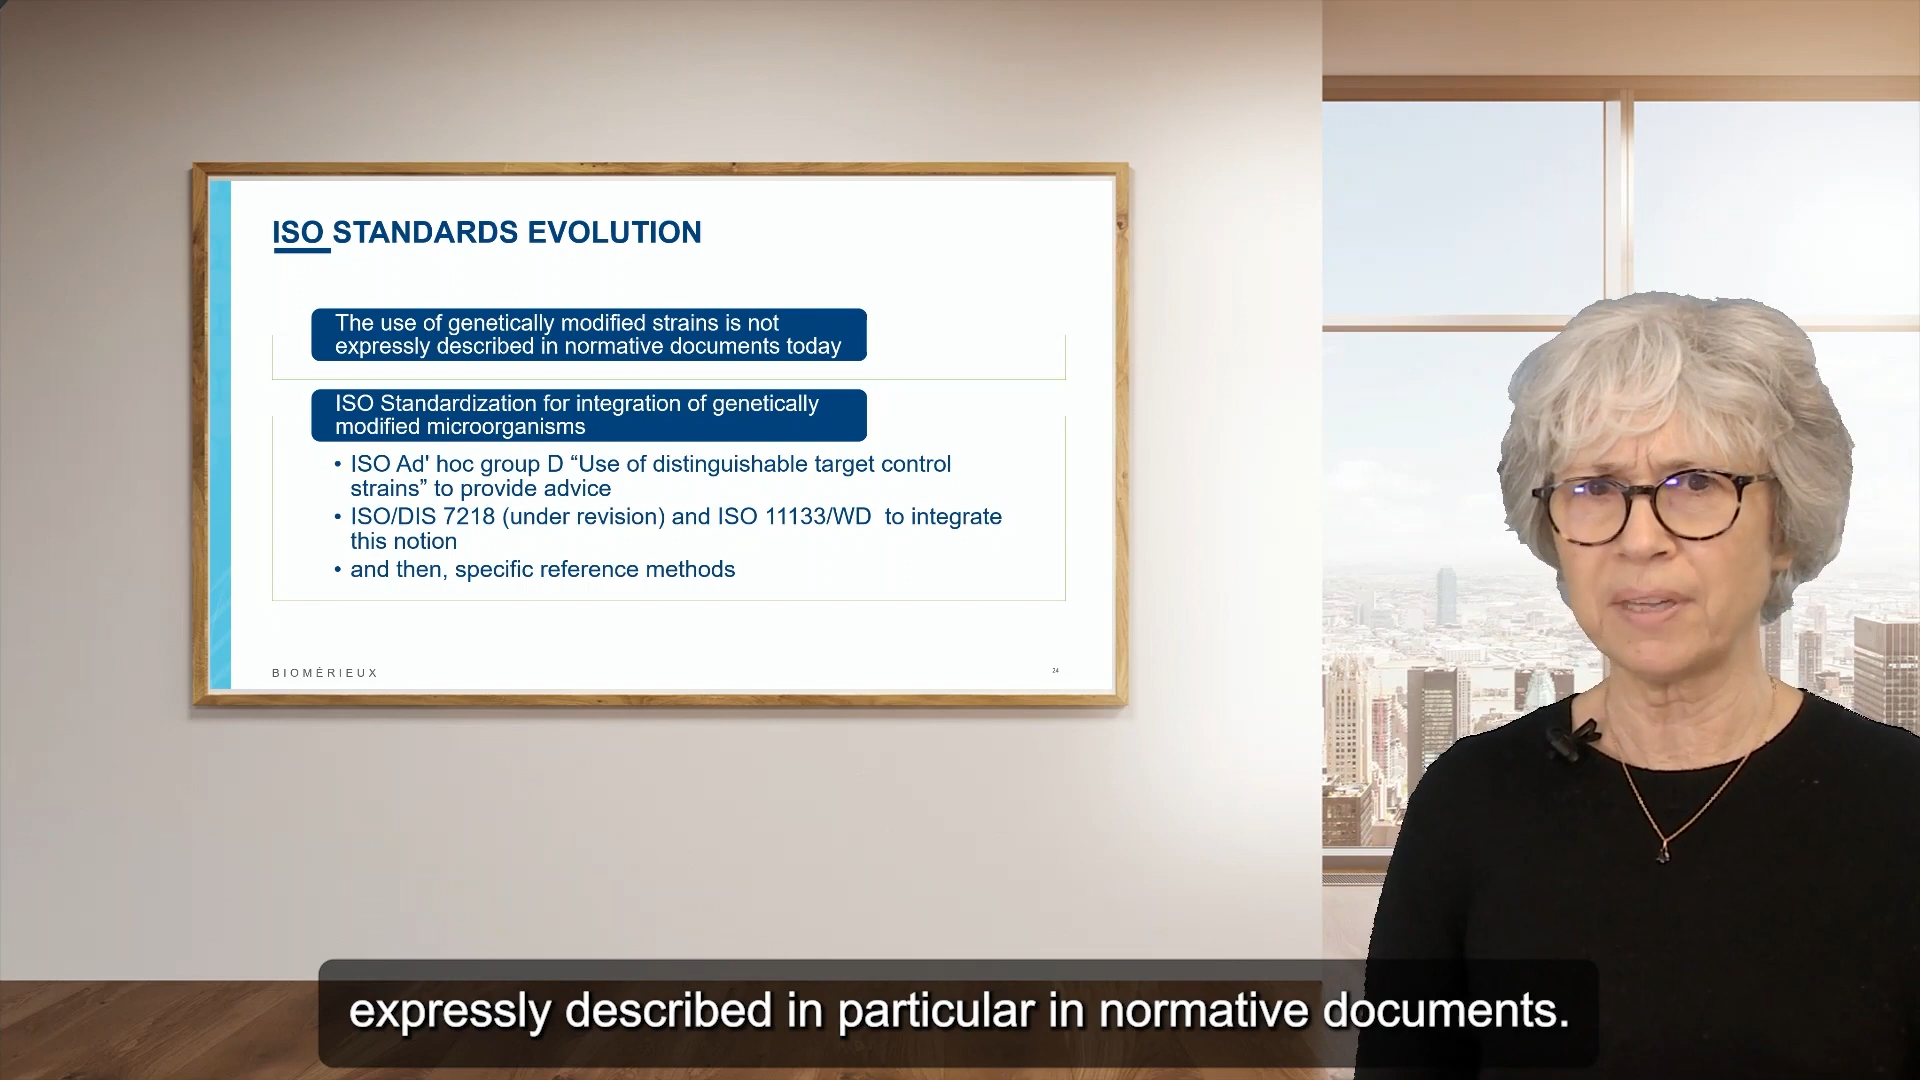 ISO STANDARDS EVOLUTION
The use of genetically modified strains is not
expressly described in normative documents today
ISO Standardization for integration of genetically
modified microorganisms
• ISO Ad' hoc group D “Use of distinguishable target control
strains” to provide advice
• ISO/DIS 7218 (under revision) and ISO 11133/WD to integrate
this notion
• and then, specific reference methods
BIOMÉRIEUX
24
expressly described in particular in normative documents.